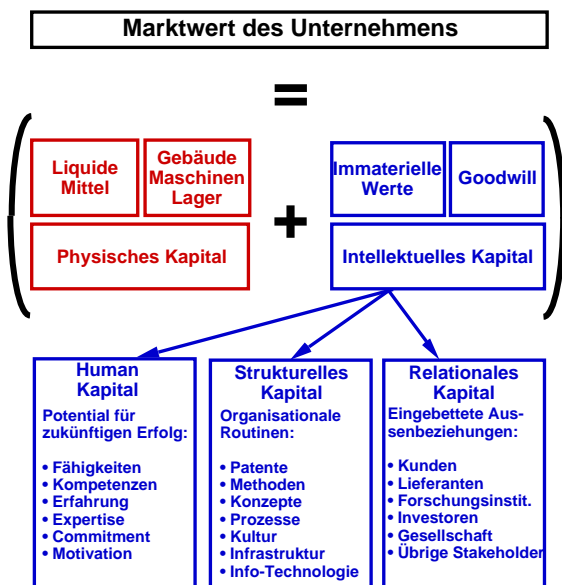 Marktwert des Unternehmens
=
Liquide
Mittel
Gebäude
Maschinen
Lager
Physisches Kapital
+
Immaterielle
Werte
Goodwill
Intellektuelles Kapital
Human
Kapital
Potential für
zukünftigen Erfolg:
• Fähigkeiten
• Kompetenzen
• Erfahrung
• Expertise
• Commitment
• Motivation
Strukturelles
Kapital
Organisationale
Routinen:
• Patente
• Methoden
• Konzepte
• Prozesse
• Kultur
• Infrastruktur
• Info-Technologie
Relationales
Kapital
Eingebettete Aus-
senbeziehungen:
• Kunden
• Lieferanten
• Forschungsinstit.
• Investoren
• Gesellschaft
• Übrige Stakeholder